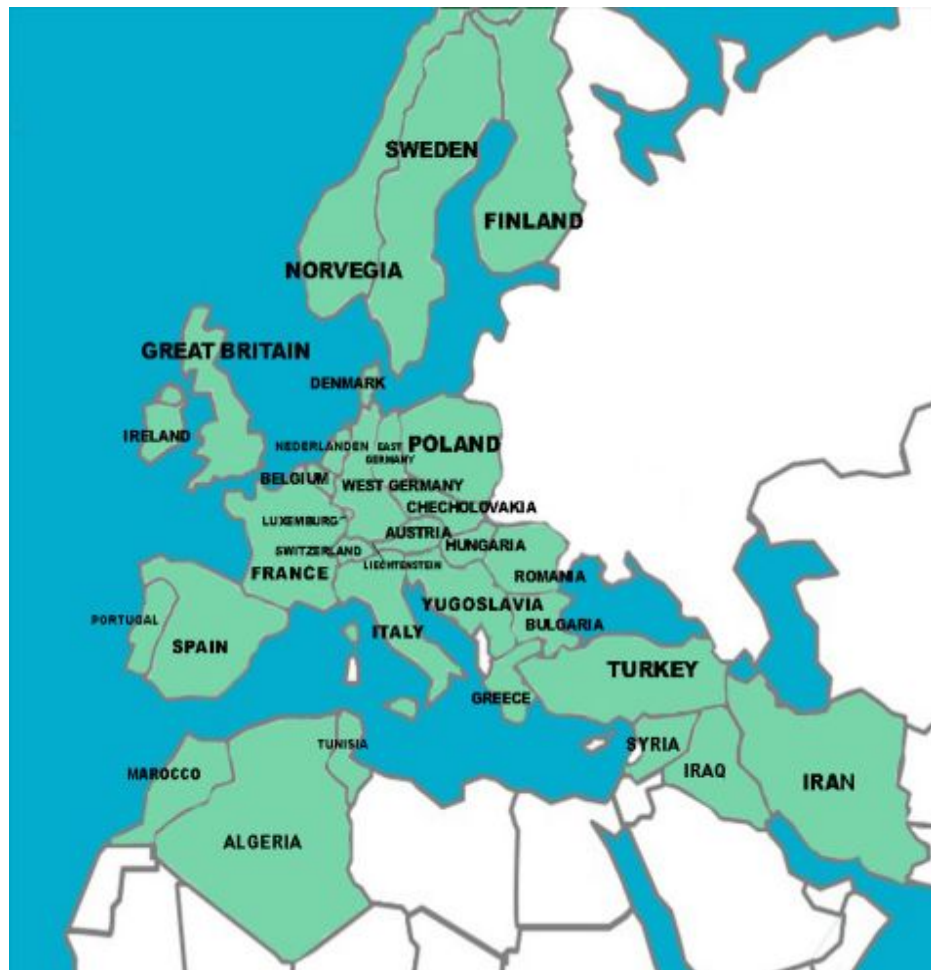 SWEDEN
FINLAND
NORVEGIA
GREAT BRITAIN
DENMARK
IRELAND
NEDERLANDEN
EAST
GERMANY
POLAND
BELGIUM
WEST GERMANY
CHECHOLOVAKIA
LUXEMBURG
AUSTRIA
HUNGARIA
SWITZERLAND
LIECHTENSTEIN
FRANCE
ROMANIA
YUGOSLAVIA
PORTUGAL
BULGARIA
ITALY
SPAIN
TURKEY
GREECE
TUNISIA
SYRIA
MAROCCO
IRAQ
IRAN
ALGERIA